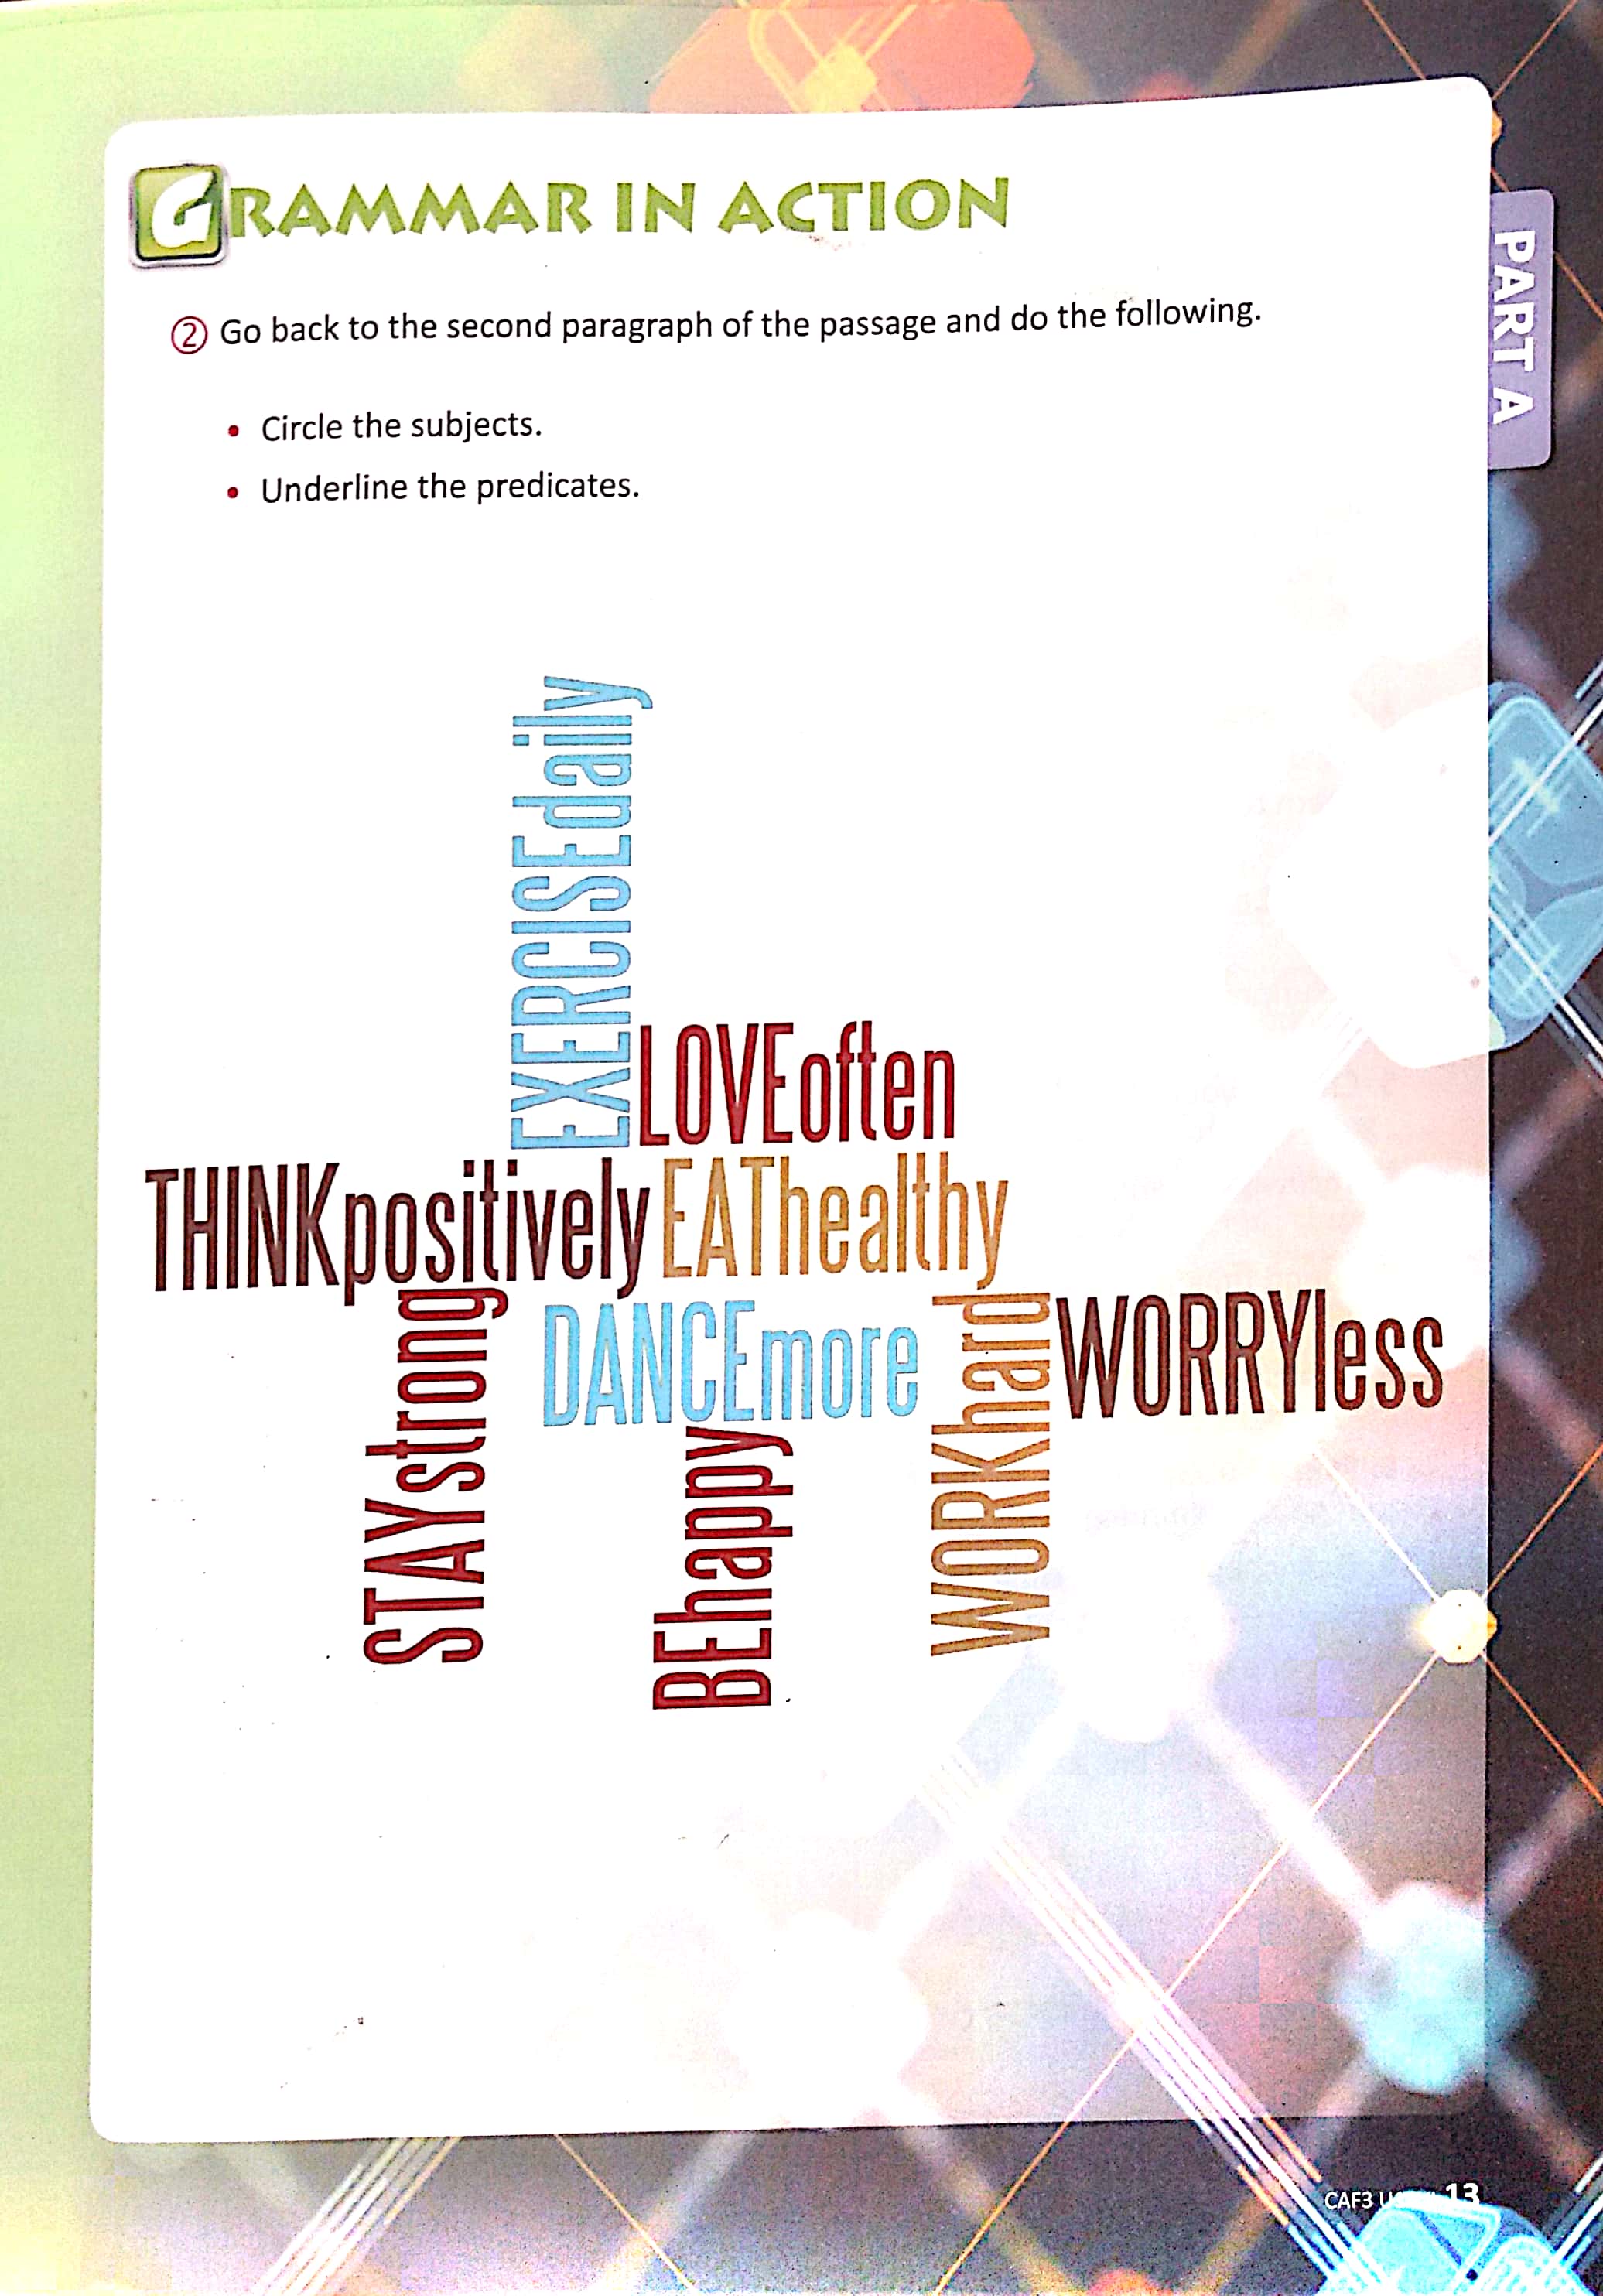 GRAMMAR IN ACTION
PART A
② Go back to the second paragraph of the passage and do the following.
• Circle the subjects.
• Underline the predicates.
EXERCISEdaily
LOVEoften
THINKpositively EAThealthy
STAYstrong
DANCEmore
WORKhard
WORRYless
BEhappy
CAF3 13